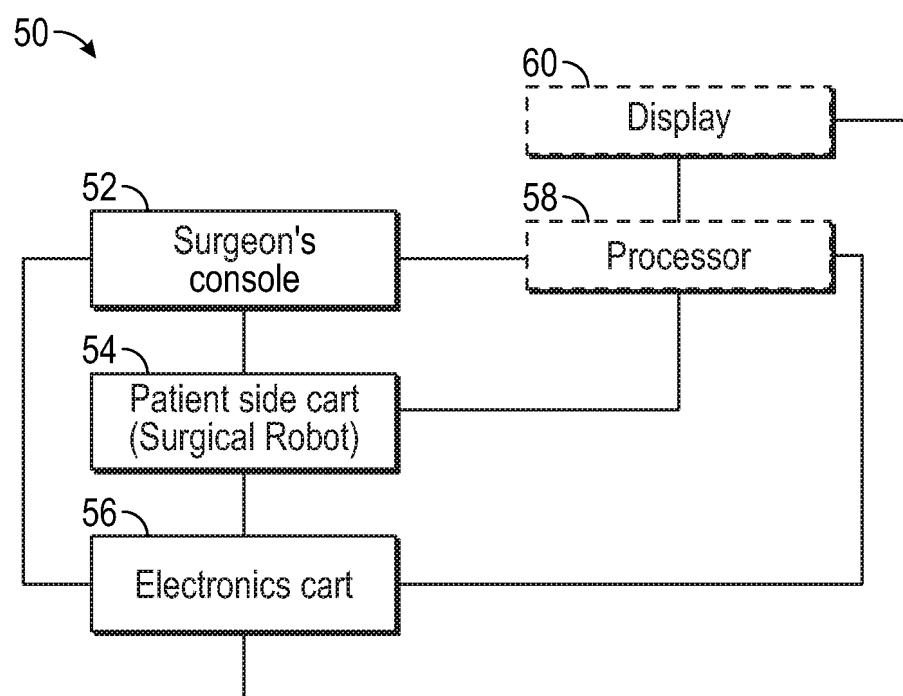 50
60
Display
52
58
Surgeon's
console
Processor
54
Patient side cart
(Surgical Robot)
56
Electronics cart